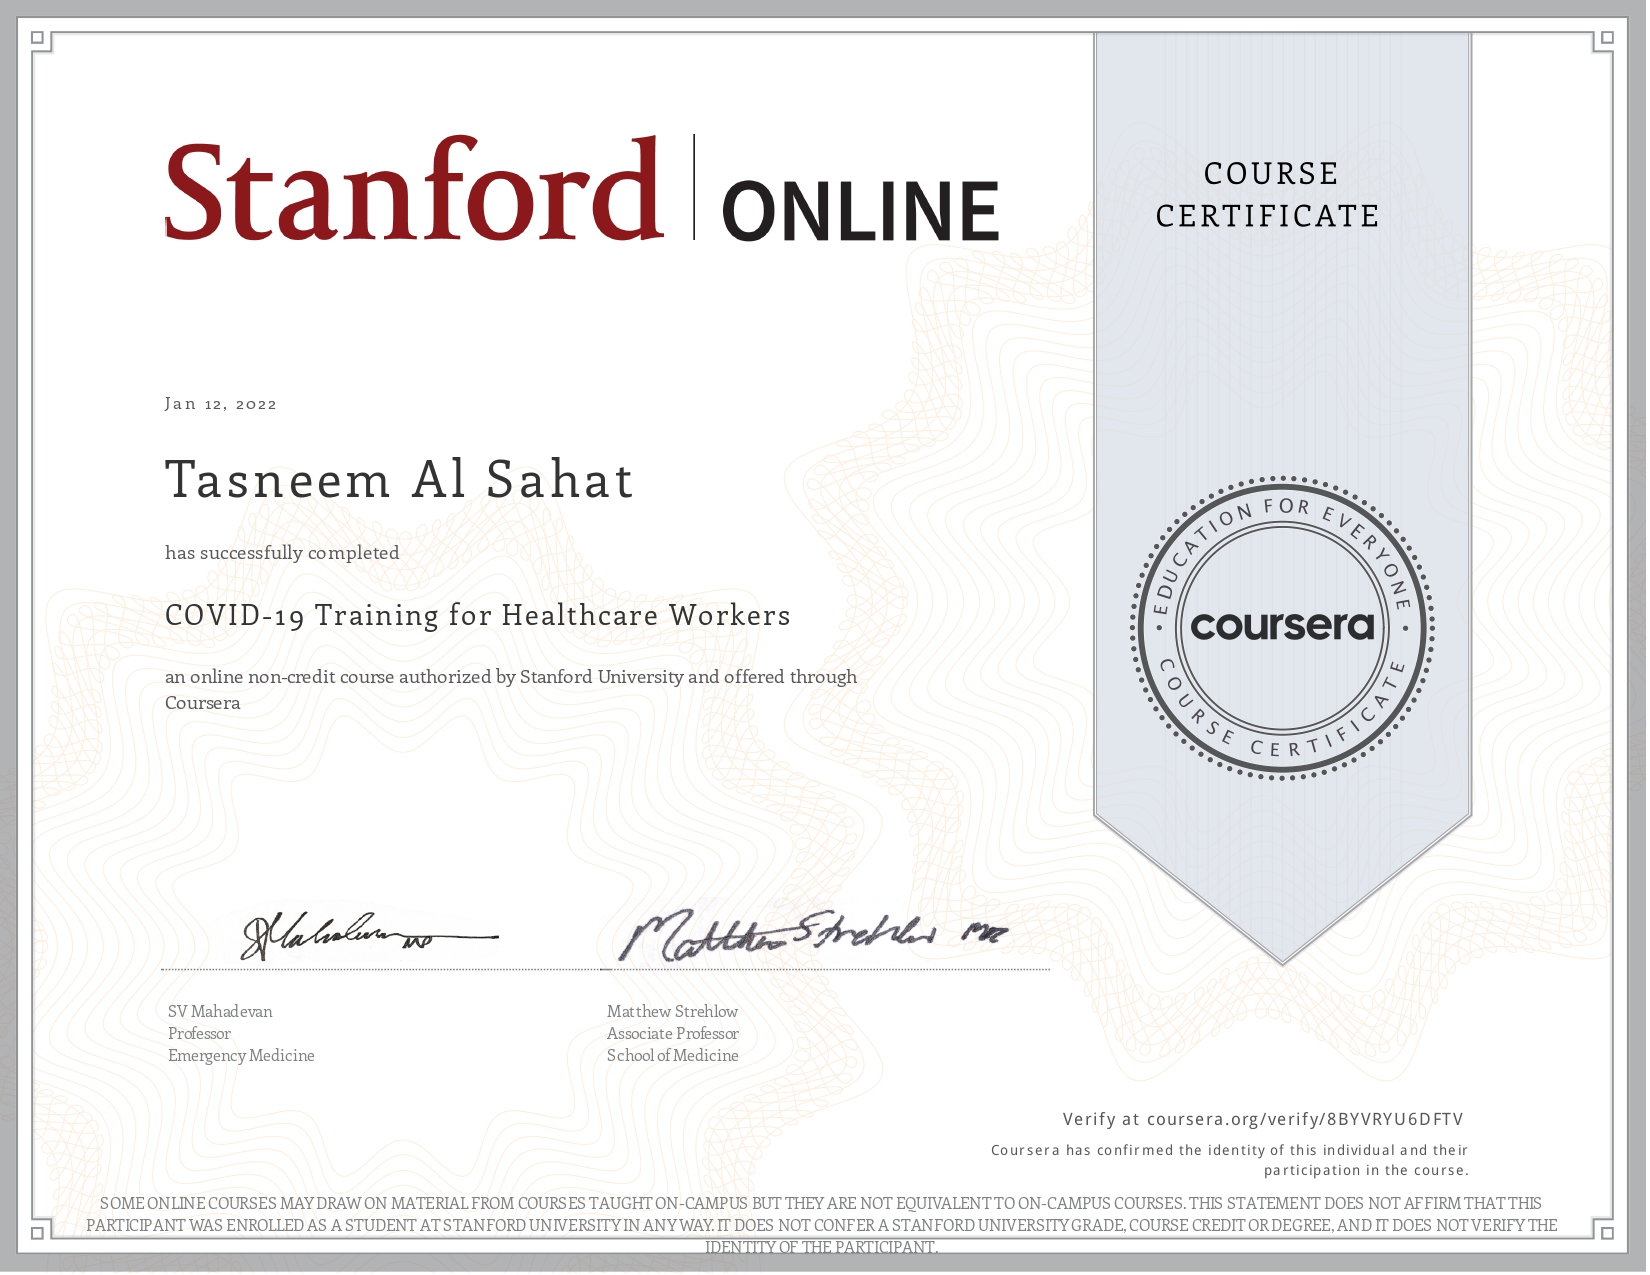 Stanford ONLINE
COURSE
CERTIFICATE
Jan 12, 2022
Tasneem Al Sahat
has successfully completed
COVID-19 Training for Healthcare Workers
an online non-credit course authorized by Stanford University and offered through
Coursera
EDUCATION FOR EVERYONE
coursera
COURSE CERTIFICATE
Matthew Strehlow MD
SV Mahadevan
Professor
Emergency Medicine
Matthew Strehlow
Associate Professor
School of Medicine
Verify at coursera.org/verify/8BYVRYU6DFTV
Coursera has confirmed the identity of this individual and their
participation in the course.
SOME ONLINE COURSES MAY DRAW ON MATERIAL FROM COURSES TAUGHT ON-CAMPUS BUT THEY ARE NOT EQUIVALENT TO ON-CAMPUS COURSES. THIS STATEMENT DOES NOT AFFIRM THAT THIS
PARTICIPANT WAS ENROLLED AS A STUDENT AT STANFORD UNIVERSITY IN ANY WAY. IT DOES NOT CONFER A STANFORD UNIVERSITY GRADE, COURSE CREDIT OR DEGREE, AND IT DOES NOT VERIFY THE
IDENTITY OF THE PARTICIPANT.